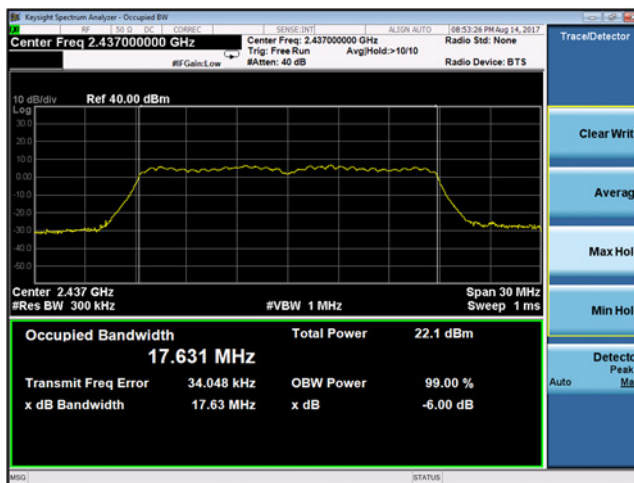 Keysight Spectrum Analyzer - Occupied BW
RF 50 Ω DC CORREC SENSE:INT ALIGN AUTO 08:53:26 PM Aug 14, 2017
Center Freq 2.437000000 GHz
Center Freq: 2.437000000 GHz
Radio Std: None
Trig: Free Run Avg|Hold:>10/10
#IFGain:Low
#Atten: 40 dB
Radio Device: BTS
Trace/Detector
10 dB/div
Ref 40.00 dBm
Log
30.0
20.0
10.0
0.00
-10.0
-20.0
-30.0
-40.0
-50.0
Center 2.437 GHz
Span 30 MHz
#Res BW 300 kHz
#VBW 1 MHz
Sweep 1 ms
Occupied Bandwidth
17.631 MHz
Total Power 22.1 dBm
Transmit Freq Error 34.048 kHz
OBW Power 99.00 %
x dB Bandwidth 17.63 MHz
x dB -6.00 dB
Clear Writ
Averag
Max Hol
Min Hol
Detecto
Peak
Auto Ma
MSG
STATUS